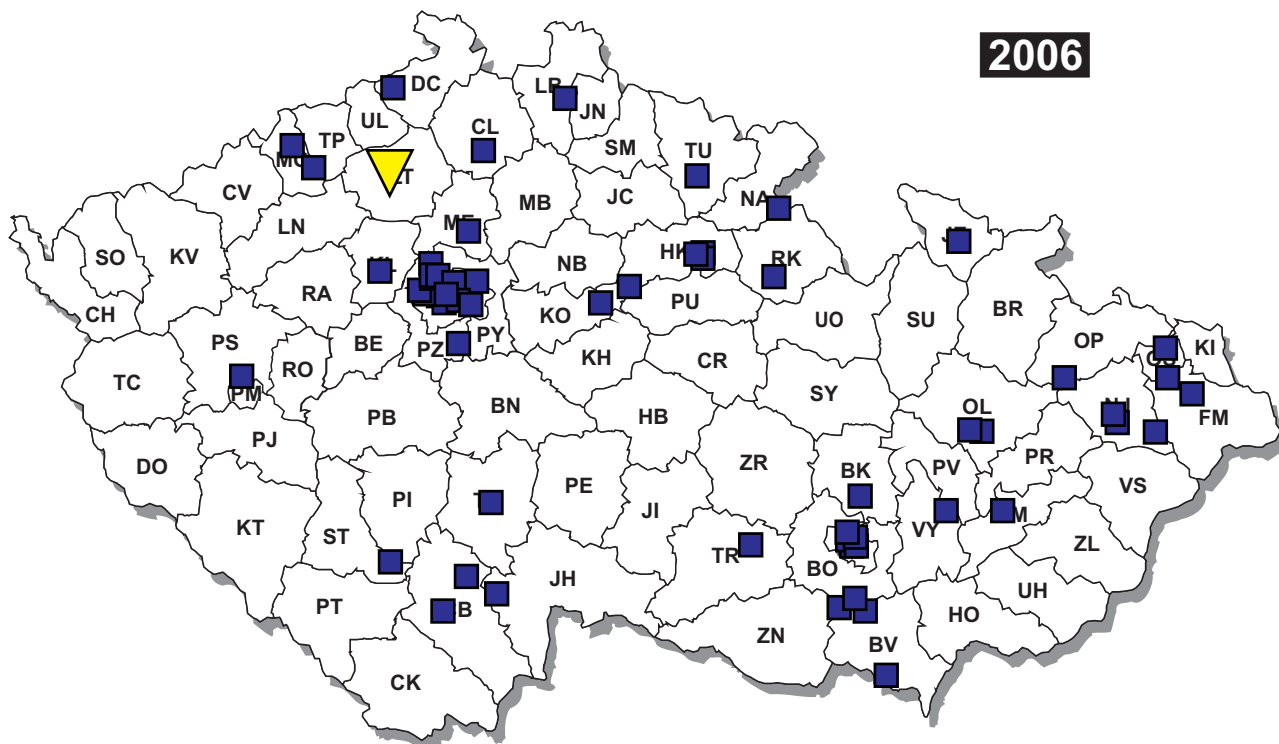 2006
DC
LB
JN
UL
CL
TP
SM
TU
CV
MB
JC
NA
LN
SO
KV
NB
HK
RK
RA
KO
PU
CH
UO
SU
BR
PS
BE
PZ
PY
KH
CR
OP
KI
TC
RO
PM
SY
PB
BN
HB
OL
FM
PJ
DO
ZR
BK
PV
PR
VS
KT
PI
PE
JI
ST
TR
BO
VY
ZL
JH
PT
ZN
HO
UH
BV
CK